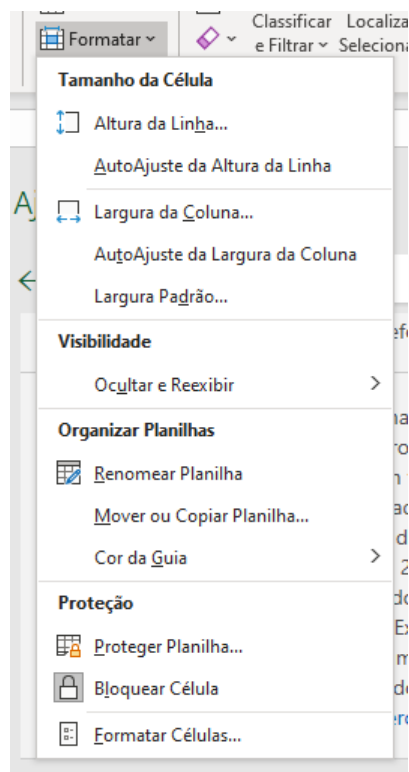 Classificar
Formatar
e Filtrar
Tamanho da Célula
Altura da Linha...
AutoAjuste da Altura da Linha
Largura da Coluna...
AutoAjuste da Largura da Coluna
Largura Padrão...
Visibilidade
Ocultar e Reexibir
Organizar Planilhas
Renomear Planilha
Mover ou Copiar Planilha...
Cor da Guia
Proteção
Proteger Planilha...
Bloquear Célula
Formatar Células...